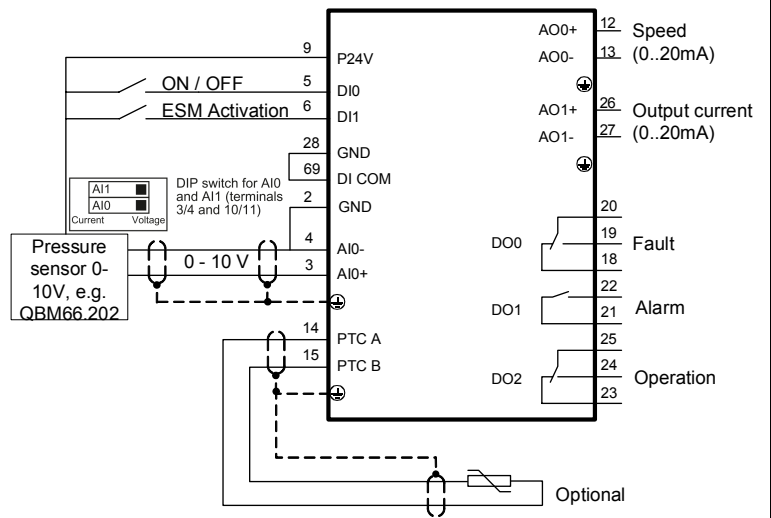 AO0+ 12 Speed
9 P24V AO0- 13 (0..20mA)
ON / OFF 5 DI0
ESM Activation 6 DI1 AO1+ 26 Output current
AO1- 27 (0..20mA)
28 GND
69 DI COM
AI1 DIP switch for AI0
AI0 and AI1 (terminals
Current Voltage 3/4 and 10/11)
2 GND
20
4 AI0- DO0 19 Fault
Pressure
sensor 0-
10V, e.g.
QBM66.202
0 - 10 V
3 AI0+ 18
22
DO1 21 Alarm
14 PTC A
15 PTC B
25
DO2 24 Operation
23
Optional